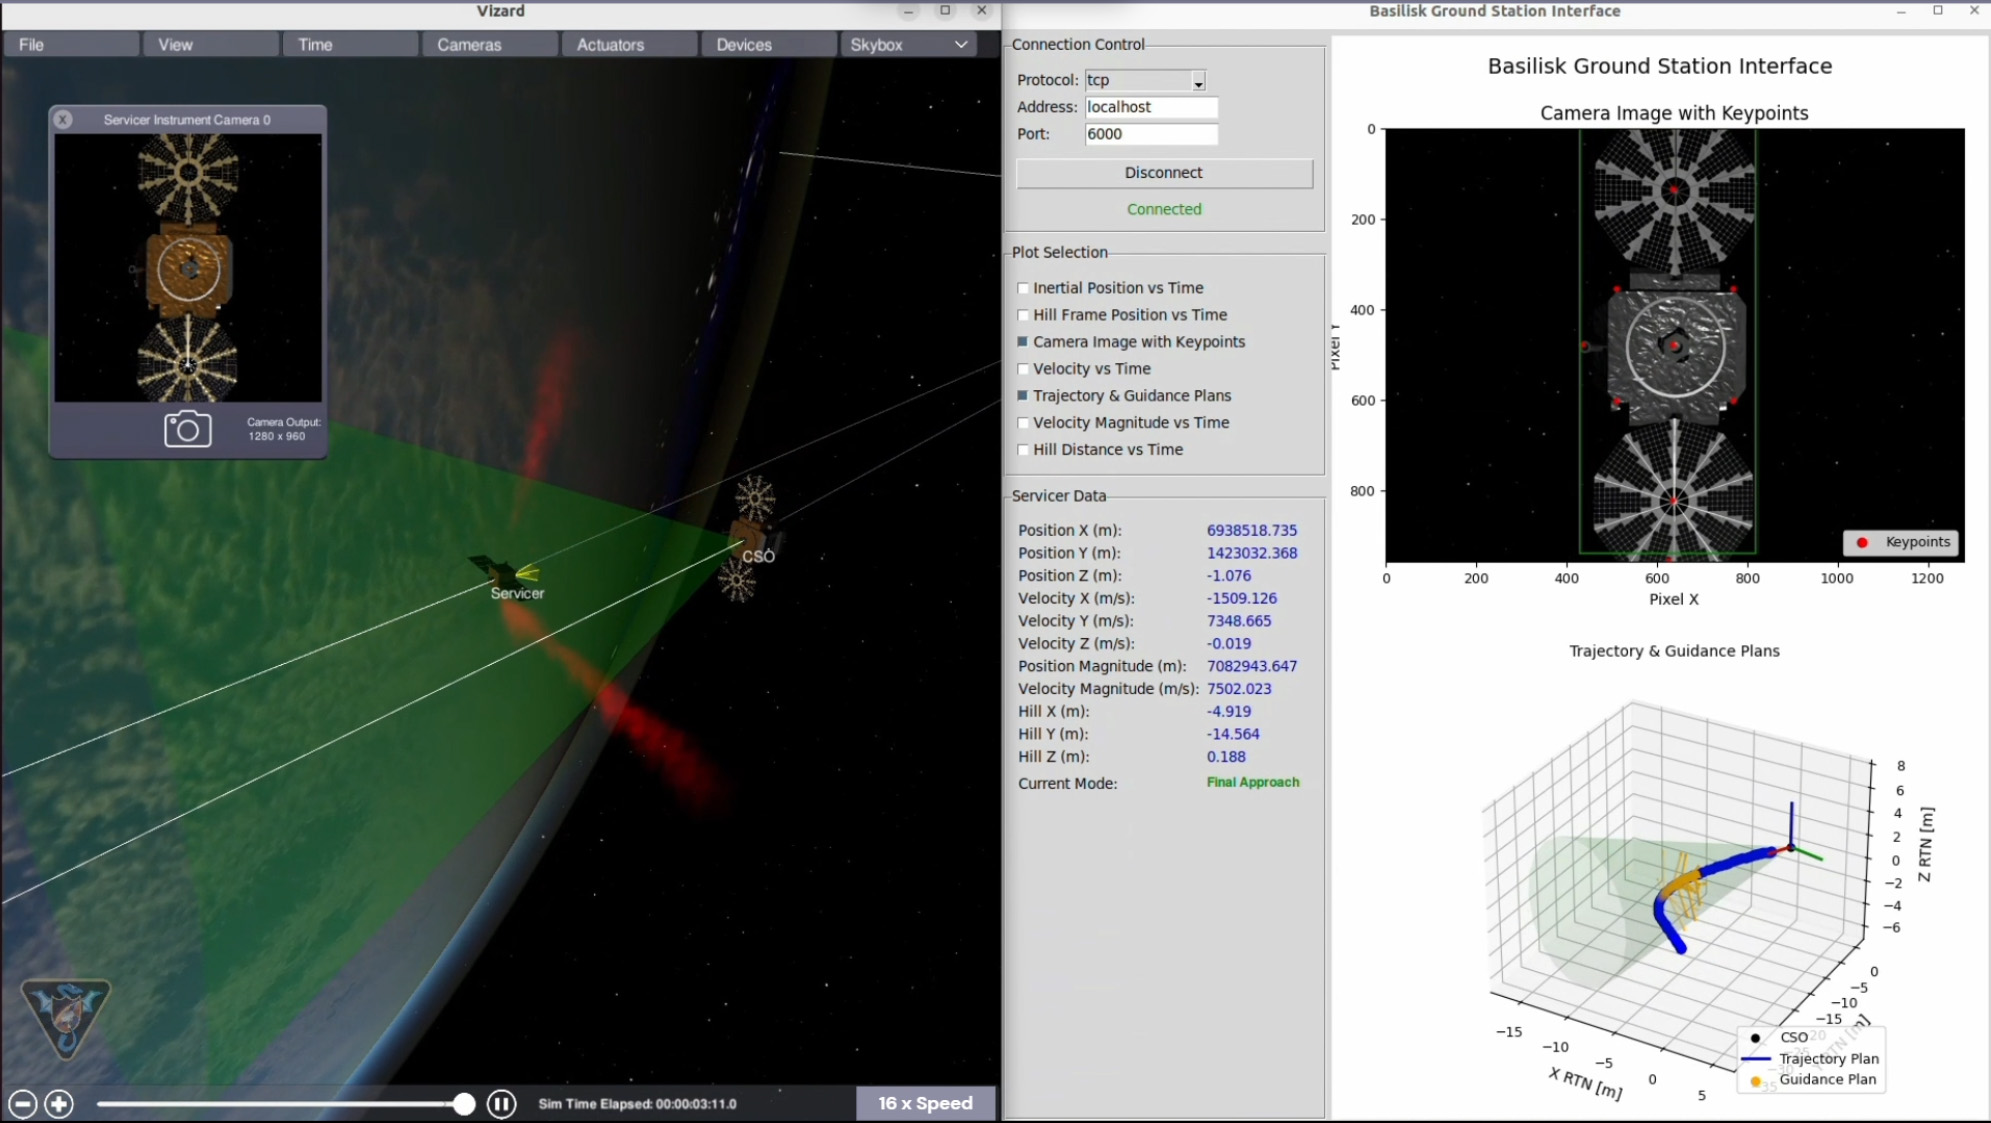 Vizard
File View Time Cameras Actuators Devices Skybox
Servicer Instrument Camera 0
Camera Output:
1280 x 960
CSO
Servicer
Sim Time Elapsed: 00:00:03:11.0
16 x Speed
Basilisk Ground Station Interface
Connection Control
Protocol: tcp
Address: localhost
Port: 6000
Disconnect
Connected
Plot Selection
Inertial Position vs Time
Hill Frame Position vs Time
Camera Image with Keypoints
Velocity vs Time
Trajectory & Guidance Plans
Velocity Magnitude vs Time
Hill Distance vs Time
Servicer Data
Position X (m): 6938518.735
Position Y (m): 1423032.368
Position Z (m): -1.076
Velocity X (m/s): -1509.126
Velocity Y (m/s): 7348.665
Velocity Z (m/s): -0.019
Position Magnitude (m): 7082943.647
Velocity Magnitude (m/s): 7502.023
Hill X (m): -4.919
Hill Y (m): -14.564
Hill Z (m): 0.188
Current Mode: Final Approach
Basilisk Ground Station Interface
Camera Image with Keypoints
0
200
400
600
800
Pixel Y
Keypoints
0 200 400 600 800 1000 1200
Pixel X
Trajectory & Guidance Plans
8
6
4
2
0
−2
−4
−6
Z RTN [m]
0
−5
−10
−15
−15
−10
−5
0
5
X RTN [m]
CSO
Trajectory Plan
Guidance Plan